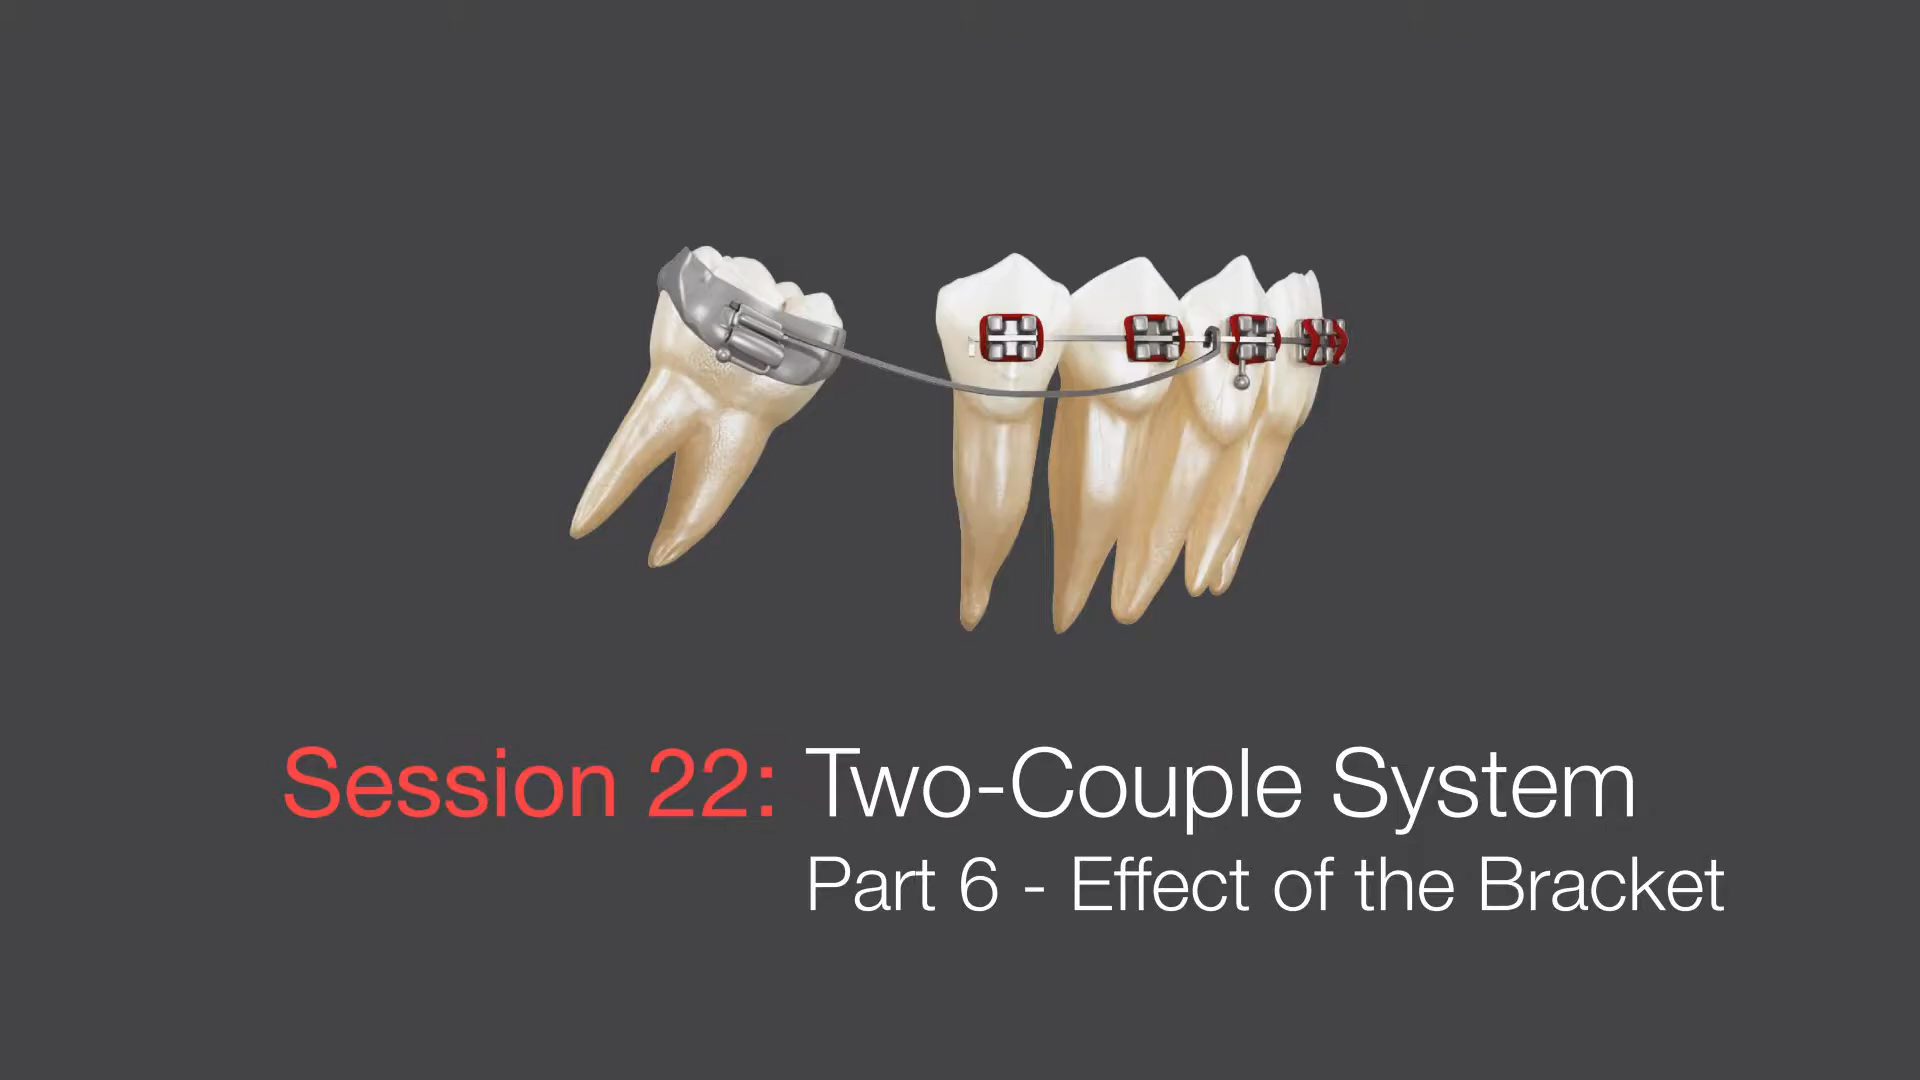 Session 22: Two-Couple System
Part 6 - Effect of the Bracket